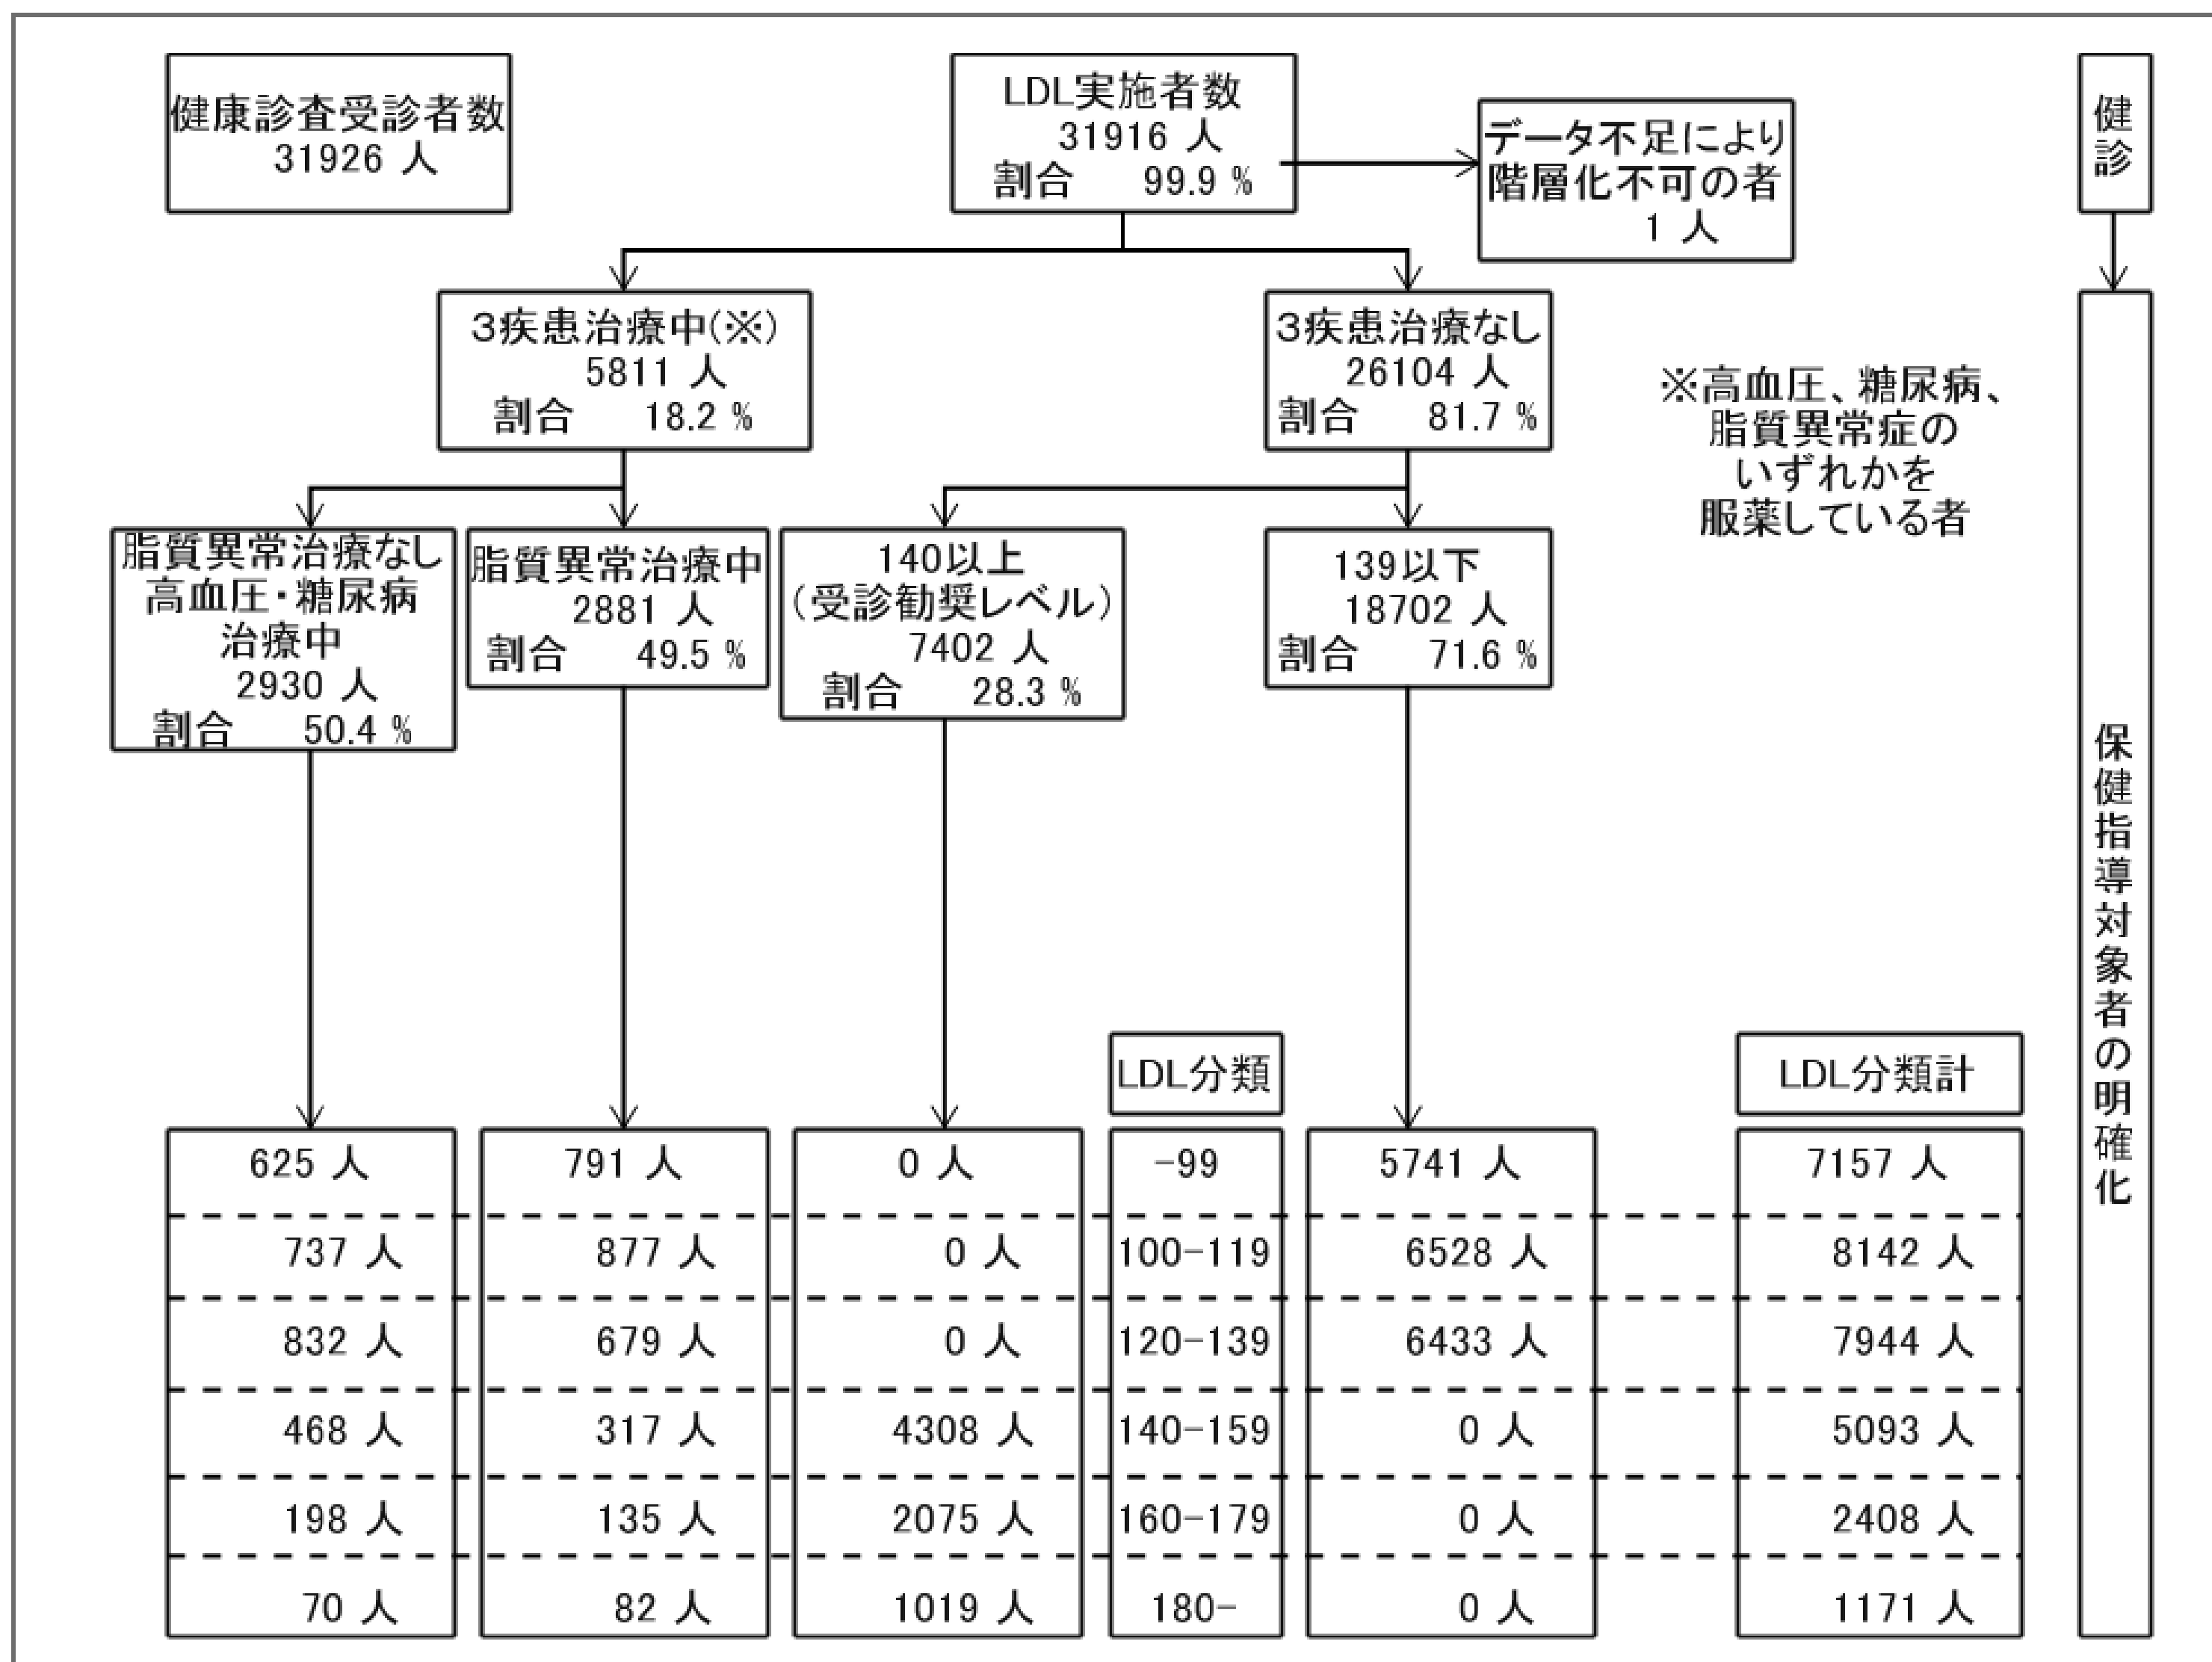 健康診査受診者数
31926 人
LDL実施者数
31916 人
割合 99.9 %
データ不足により
階層化不可の者
1 人
健診
3疾患治療中(※)
5811 人
割合 18.2 %
3疾患治療なし
26104 人
割合 81.7 %
※高血圧、糖尿病、
脂質異常症の
いずれかを
服薬している者
脂質異常治療なし
高血圧・糖尿病
治療中
2930 人
割合 50.4 %
脂質異常治療中
2881 人
割合 49.5 %
140以上
(受診勧奨レベル)
7402 人
割合 28.3 %
139以下
18702 人
割合 71.6 %
保健指導対象者の明確化
LDL分類
LDL分類計
625 人 791 人 0 人 -99 5741 人 7157 人
737 人 877 人 0 人 100-119 6528 人 8142 人
832 人 679 人 0 人 120-139 6433 人 7944 人
468 人 317 人 4308 人 140-159 0 人 5093 人
198 人 135 人 2075 人 160-179 0 人 2408 人
70 人 82 人 1019 人 180- 0 人 1171 人